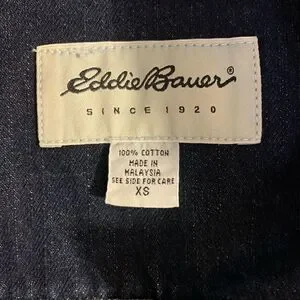 Eddie Bauer®
SINCE 1920
100% COTTON
MADE IN
MALAYSIA
SEE SIDE FOR CARE
XS